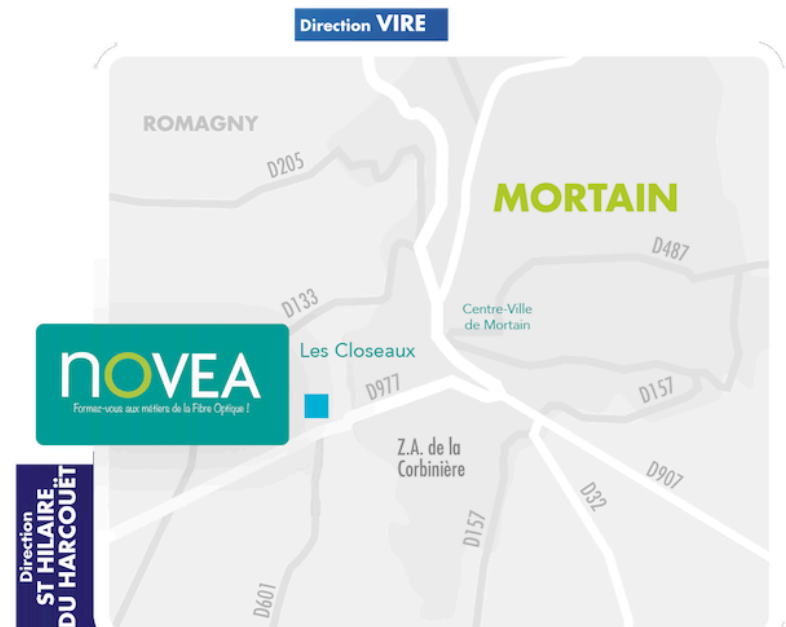 Direction VIRE
ROMAGNY
D205
MORTAIN
D487
D133
Centre-Ville
de Mortain
NOVEA
Formez-vous aux métiers de la Fibre Optique !
Les Closeaux
D977
D157
Z.A. de la
Corbinière
D907
D32
D157
D601
Direction
ST HILAIRE
DU HARCOUËT